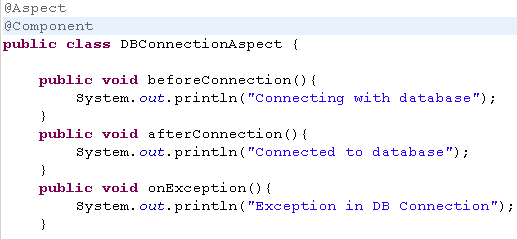 @Aspect
@Component
public class DBConnectionAspect {
public void beforeConnection(){
System.out.println("Connecting with database");
}
public void afterConnection(){
System.out.println("Connected to database");
}
public void onException(){
System.out.println("Exception in DB Connection");
}